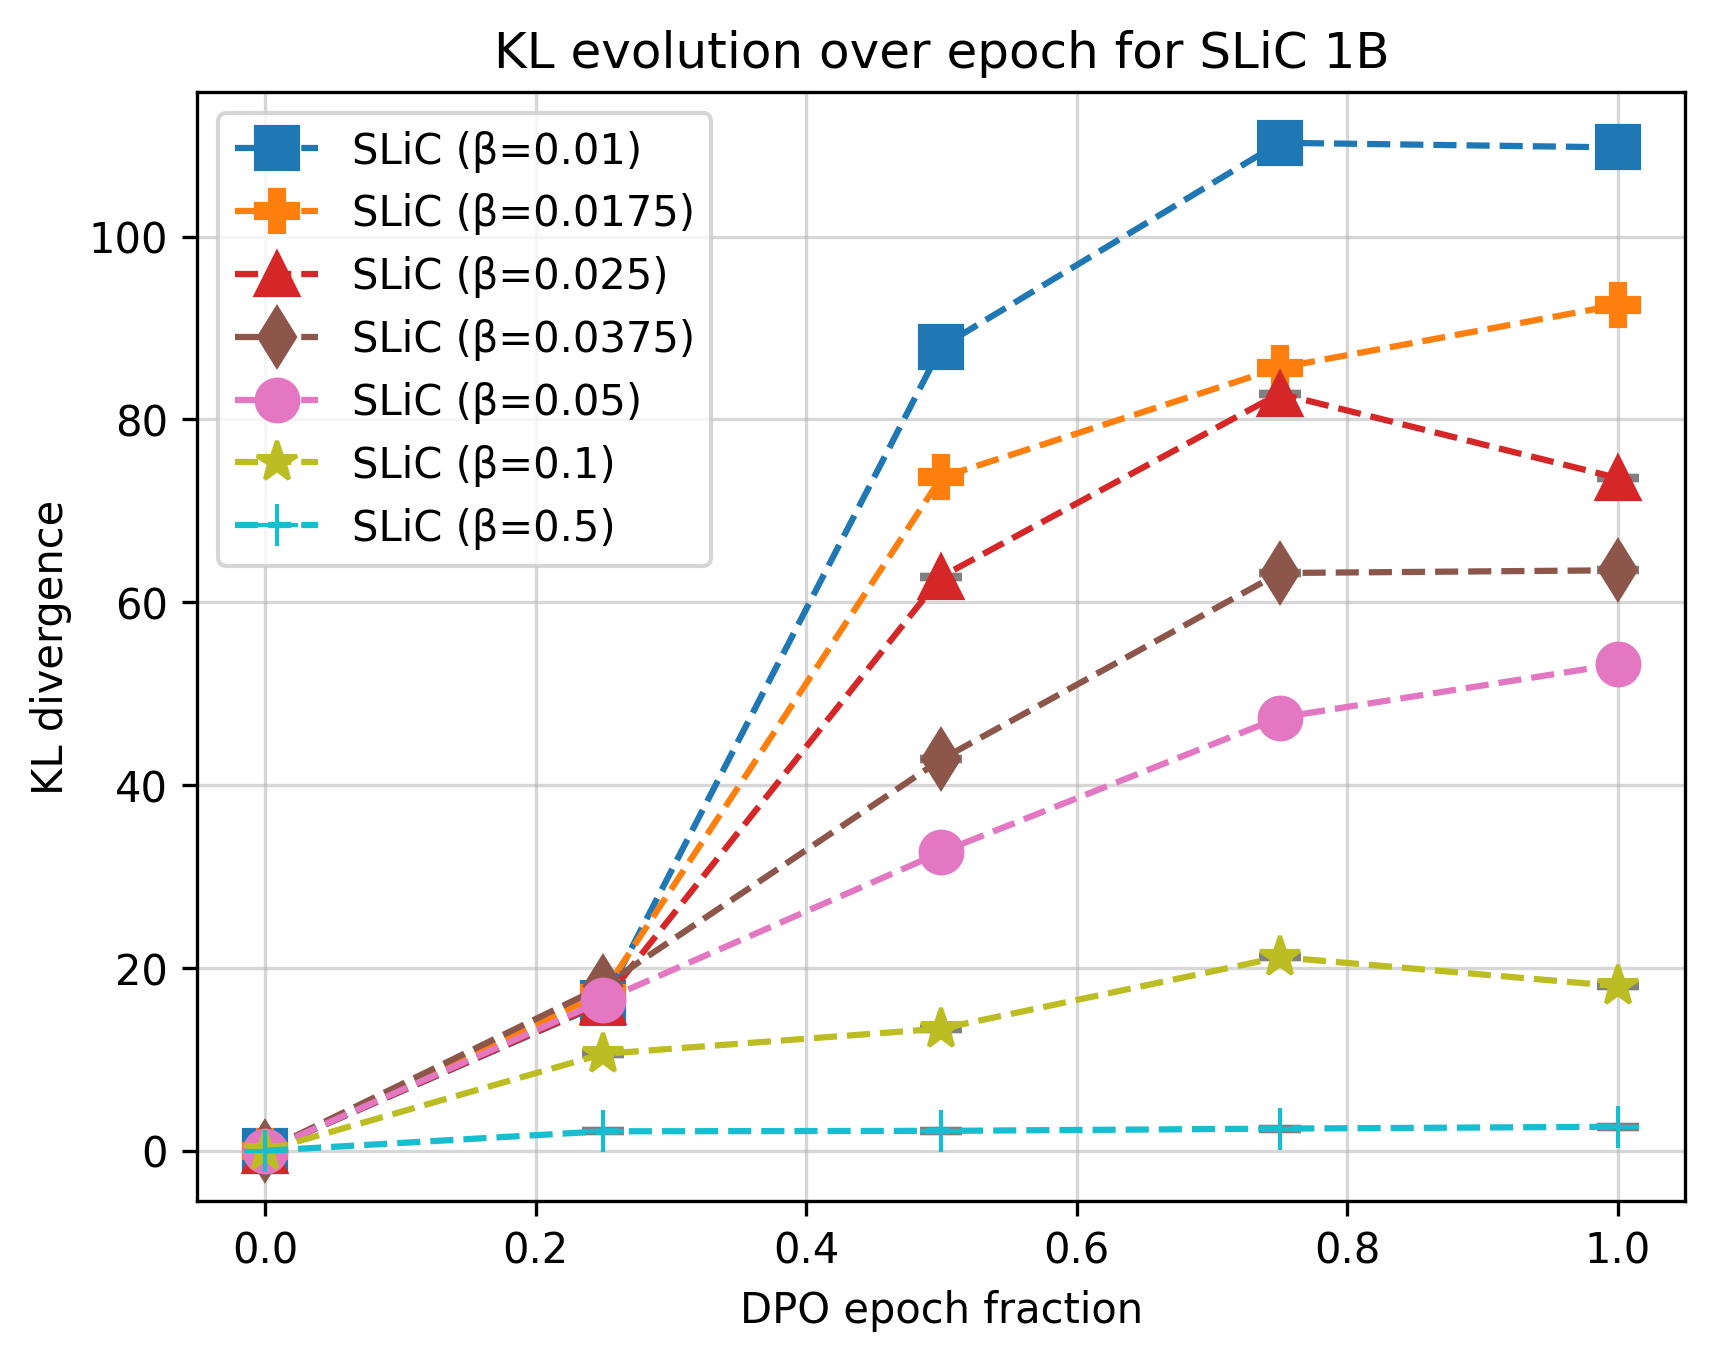 KL evolution over epoch for SLiC 1B
SLiC (β=0.01)
SLiC (β=0.0175)
SLiC (β=0.025)
SLiC (β=0.0375)
SLiC (β=0.05)
SLiC (β=0.1)
SLiC (β=0.5)
KL divergence
100
80
60
40
20
0
0.0 0.2 0.4 0.6 0.8 1.0
DPO epoch fraction